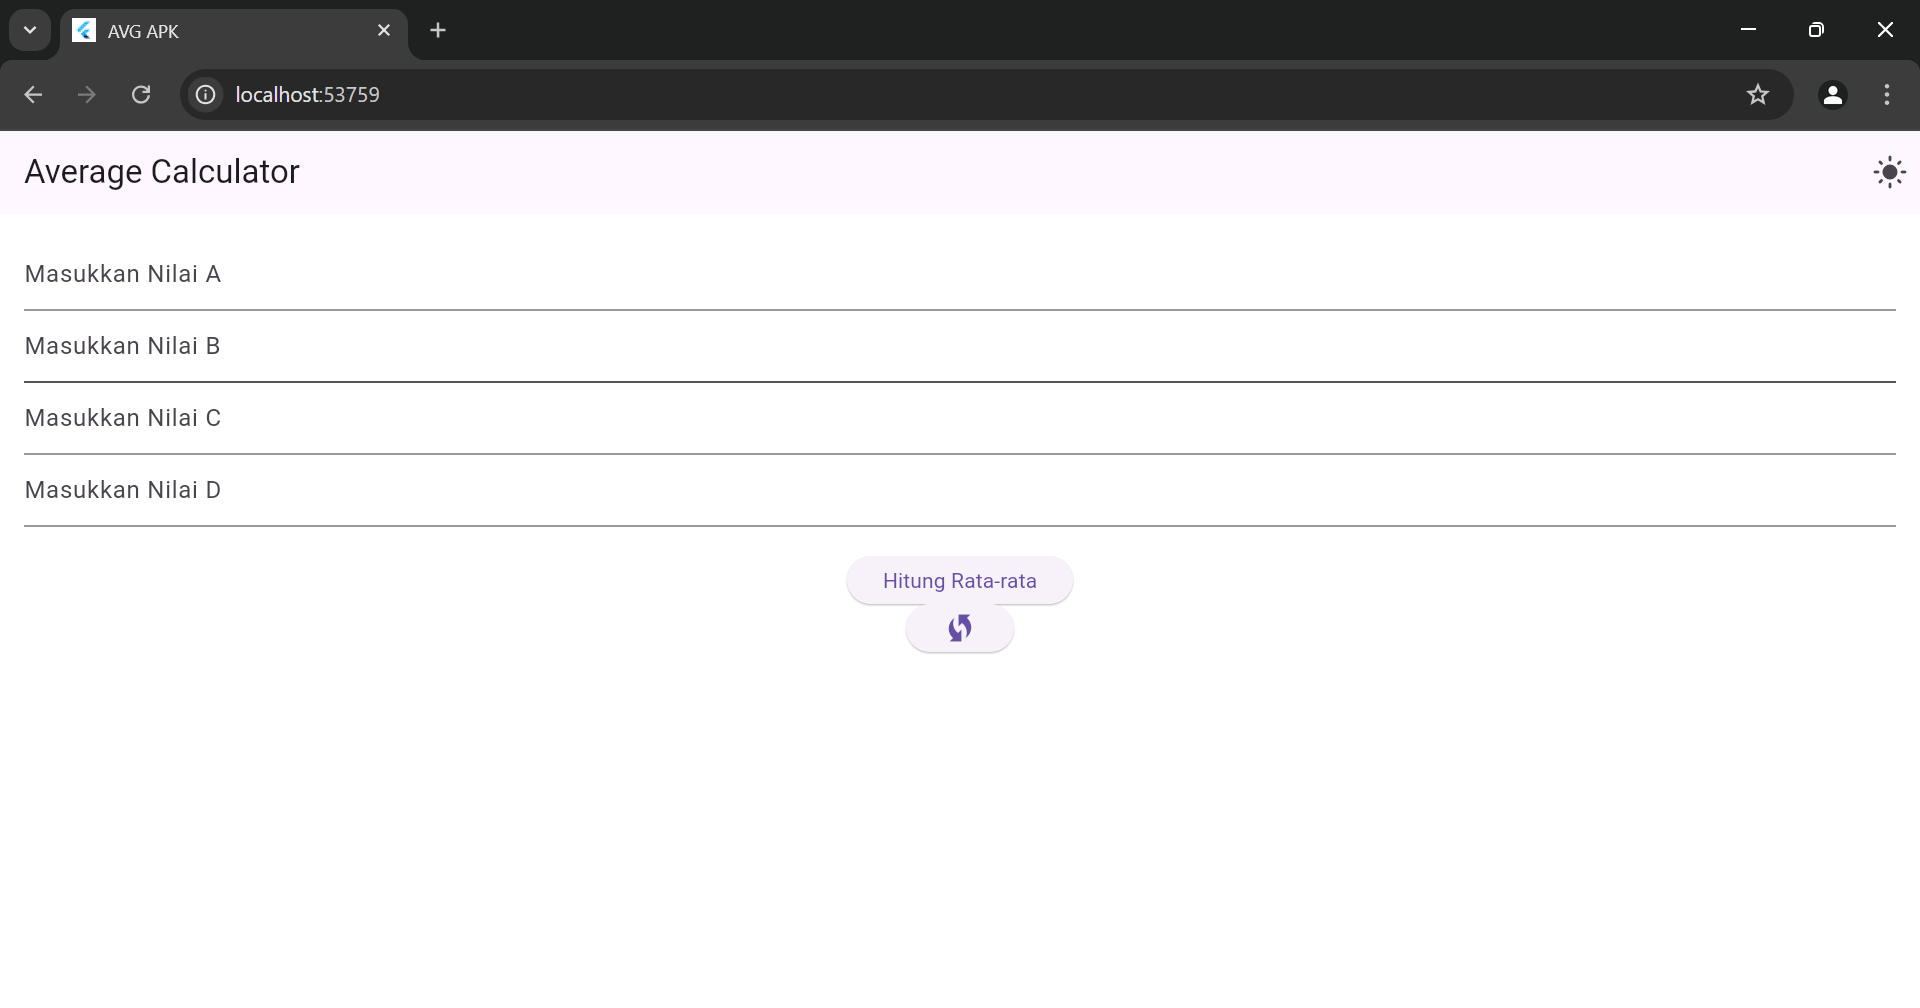 AVG APK
localhost:53759
Average Calculator
Masukkan Nilai A
Masukkan Nilai B
Masukkan Nilai C
Masukkan Nilai D
Hitung Rata-rata